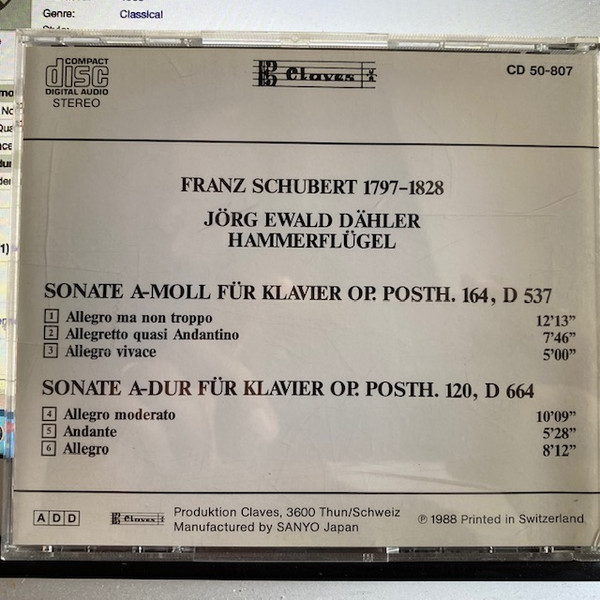 Genre: Classical
COMPACT
disc
DIGITAL AUDIO
STEREO
Claves
CD 50-807
FRANZ SCHUBERT 1797–1828
JÖRG EWALD DÄHLER
HAMMERFLÜGEL
SONATE A-MOLL FÜR KLAVIER OP. POSTH. 164, D 537
1 Allegro ma non troppo 12'13”
2 Allegretto quasi Andantino 7'46”
3 Allegro vivace 5'00”
SONATE A-DUR FÜR KLAVIER OP. POSTH. 120, D 664
4 Allegro moderato 10'09”
5 Andante 5'28”
6 Allegro 8'12”
ADD
Claves
Produktion Claves, 3600 Thun/Schweiz
Manufactured by SANYO Japan
℗ 1988 Printed in Switzerland